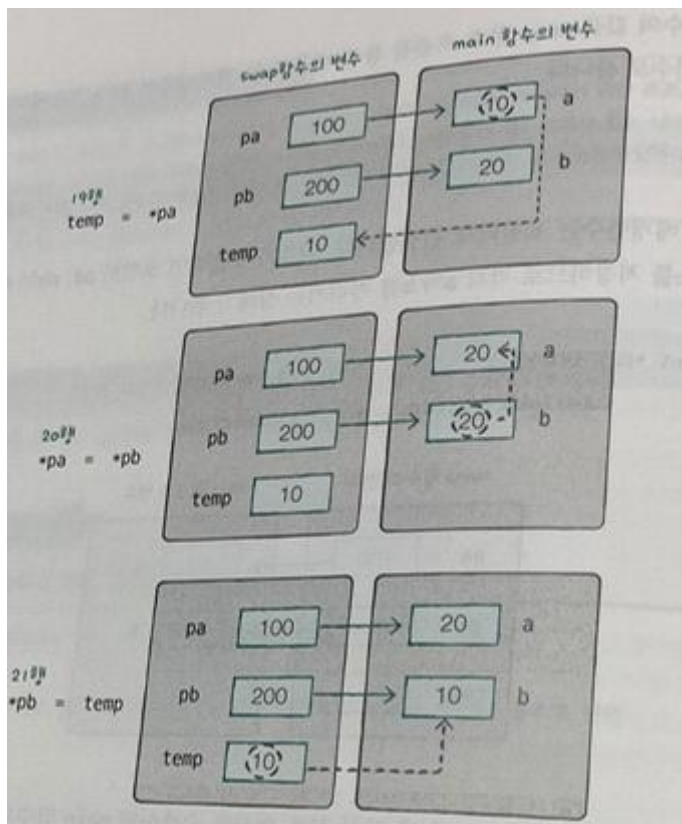 swap함수의 변수
main 함수의 변수
pa 100
10 a
pb 200
20 b
temp 10
19행
temp = *pa
pa 100
20 a
pb 200
20 b
temp 10
20행
*pa = *pb
pa 100
20 a
pb 200
10 b
temp 10
21행
*pb = temp